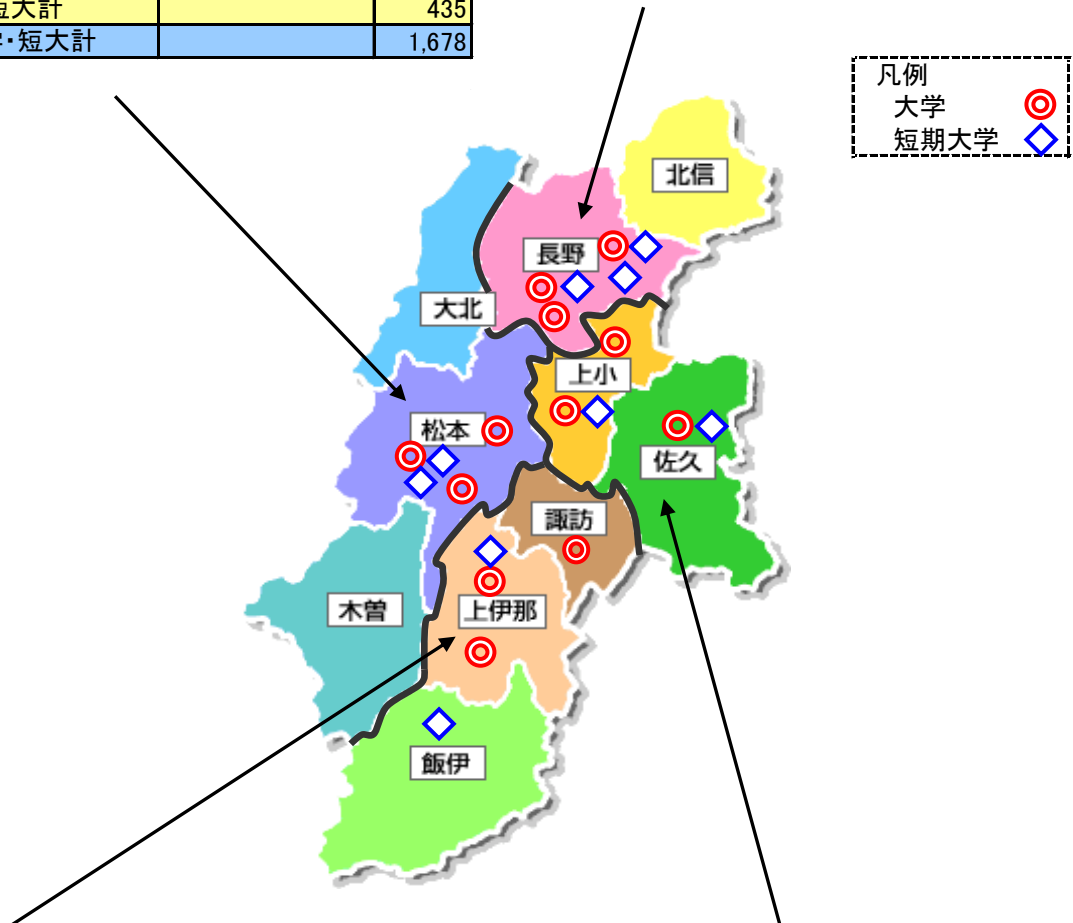 短大計 435
・短大計 1,678
凡例
大学
短期大学
北信
長野
大北
上小
松本
佐久
諏訪
木曽
上伊那
飯伊